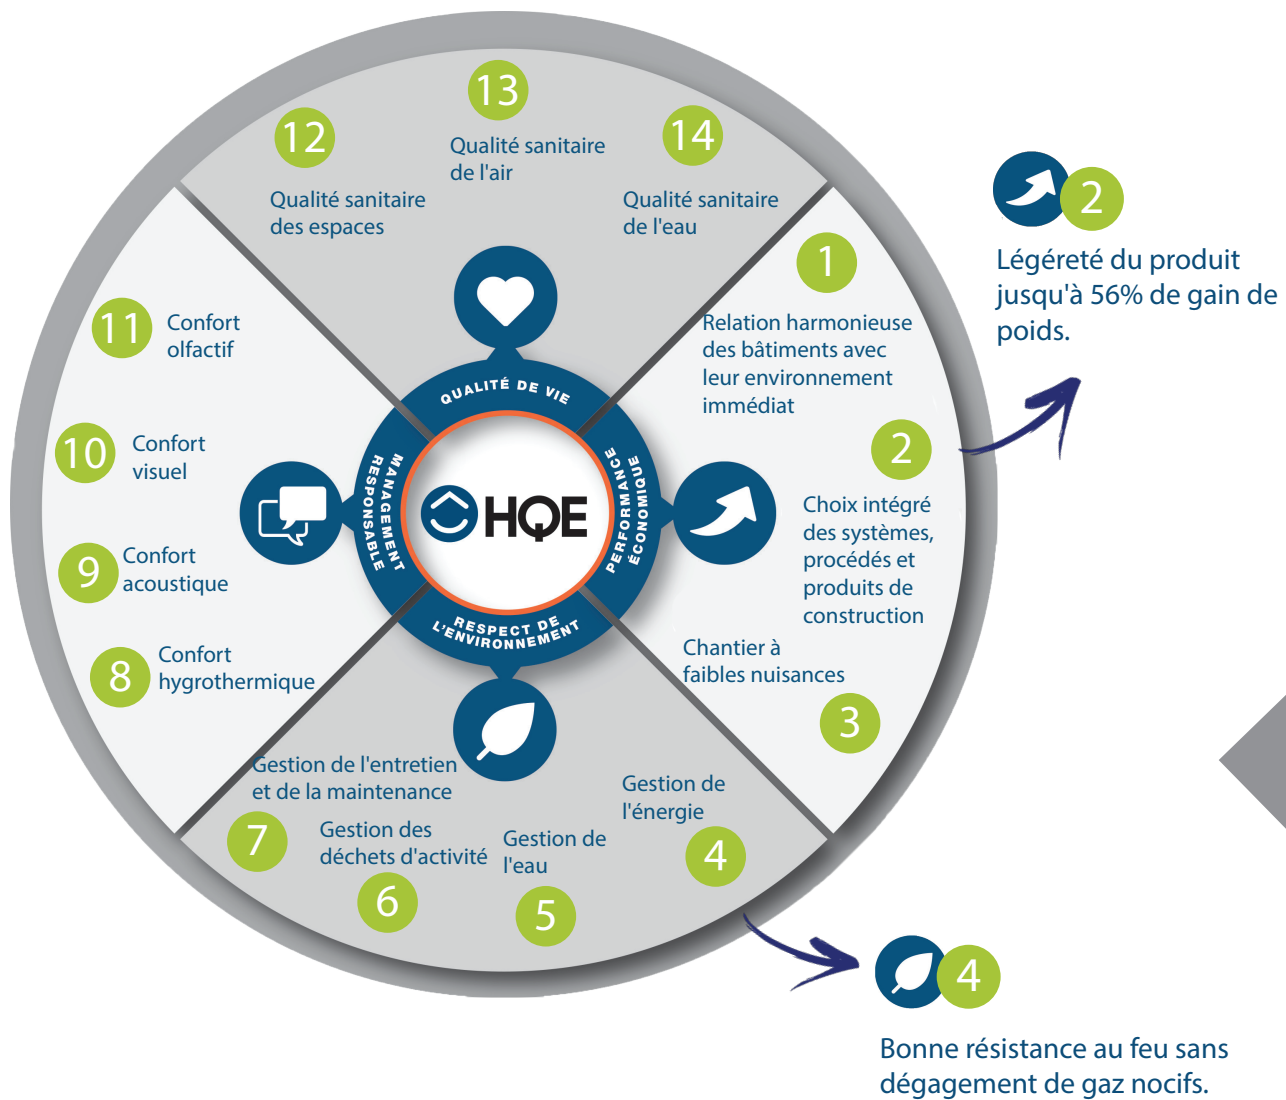 13
Qualité sanitaire
de l'air
12
Qualité sanitaire
des espaces
14
Qualité sanitaire
de l'eau
1
Relation harmonieuse
des bâtiments avec
leur environnement
immédiat
2
Choix intégré
des systèmes,
procédés et
produits de
construction
Chantier à
faibles nuisances
3
Gestion de
l'énergie
4
Gestion de
l'eau
5
Gestion des
déchets d'activité
6
Gestion de l'entretien
et de la maintenance
7
8
Confort
hygrothermique
9
Confort
acoustique
10
Confort
visuel
11
Confort
olfactif
QUALITÉ DE VIE
PERFORMANCE
ÉCONOMIQUE
RESPECT DE
L'ENVIRONNEMENT
MANAGEMENT
RESPONSABLE
HQE
2
Légéreté du produit
jusqu'à 56% de gain de
poids.
4
Bonne résistance au feu sans
dégagement de gaz nocifs.